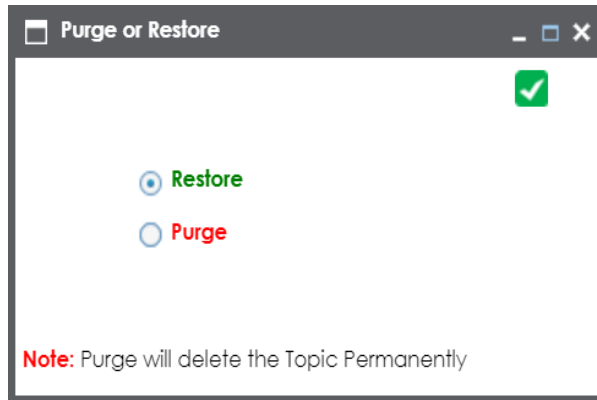 Purge or Restore
Restore
Purge
Note: Purge will delete the Topic Permanently